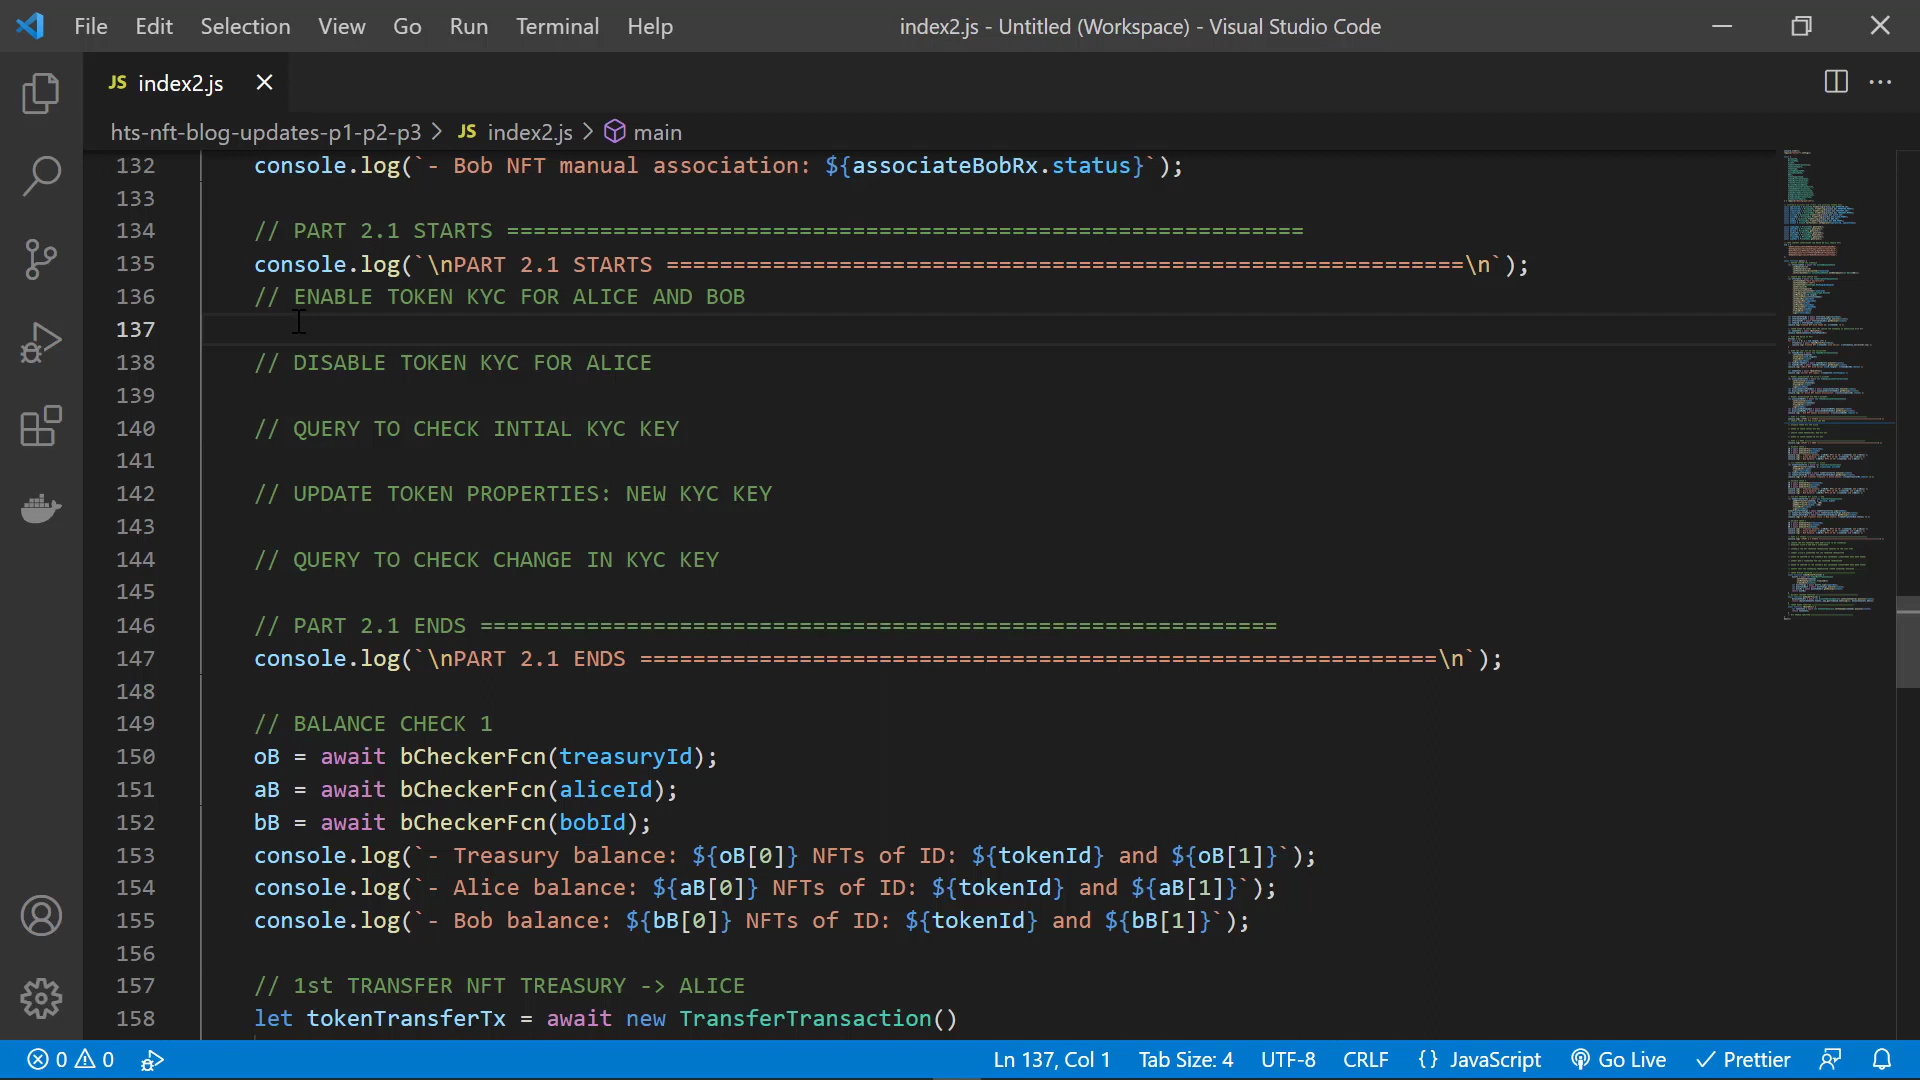 File Edit Selection View Go Run Terminal Help index2.js - Untitled (Workspace) - Visual Studio Code
JS index2.js
hts-nft-blog-updates-p1-p2-p3 > JS index2.js > main
132 console.log(`- Bob NFT manual association: ${associateBobRx.status}`);
133
134 // PART 2.1 STARTS ============================================================
135 console.log(`\nPART 2.1 STARTS ============================================================\n`);
136 // ENABLE TOKEN KYC FOR ALICE AND BOB
137
138 // DISABLE TOKEN KYC FOR ALICE
139
140 // QUERY TO CHECK INTIAL KYC KEY
141
142 // UPDATE TOKEN PROPERTIES: NEW KYC KEY
143
144 // QUERY TO CHECK CHANGE IN KYC KEY
145
146 // PART 2.1 ENDS ============================================================
147 console.log(`\nPART 2.1 ENDS ============================================================\n`);
148
149 // BALANCE CHECK 1
150 oB = await bCheckerFcn(treasuryId);
151 aB = await bCheckerFcn(aliceId);
152 bB = await bCheckerFcn(bobId);
153 console.log(`- Treasury balance: ${oB[0]} NFTs of ID: ${tokenId} and ${oB[1]}`);
154 console.log(`- Alice balance: ${aB[0]} NFTs of ID: ${tokenId} and ${aB[1]}`);
155 console.log(`- Bob balance: ${bB[0]} NFTs of ID: ${tokenId} and ${bB[1]}`);
156
157 // 1st TRANSFER NFT TREASURY -> ALICE
158 let tokenTransferTx = await new TransferTransaction()
0 0 Ln 137, Col 1 Tab Size: 4 UTF-8 CRLF {} JavaScript Go Live Prettier